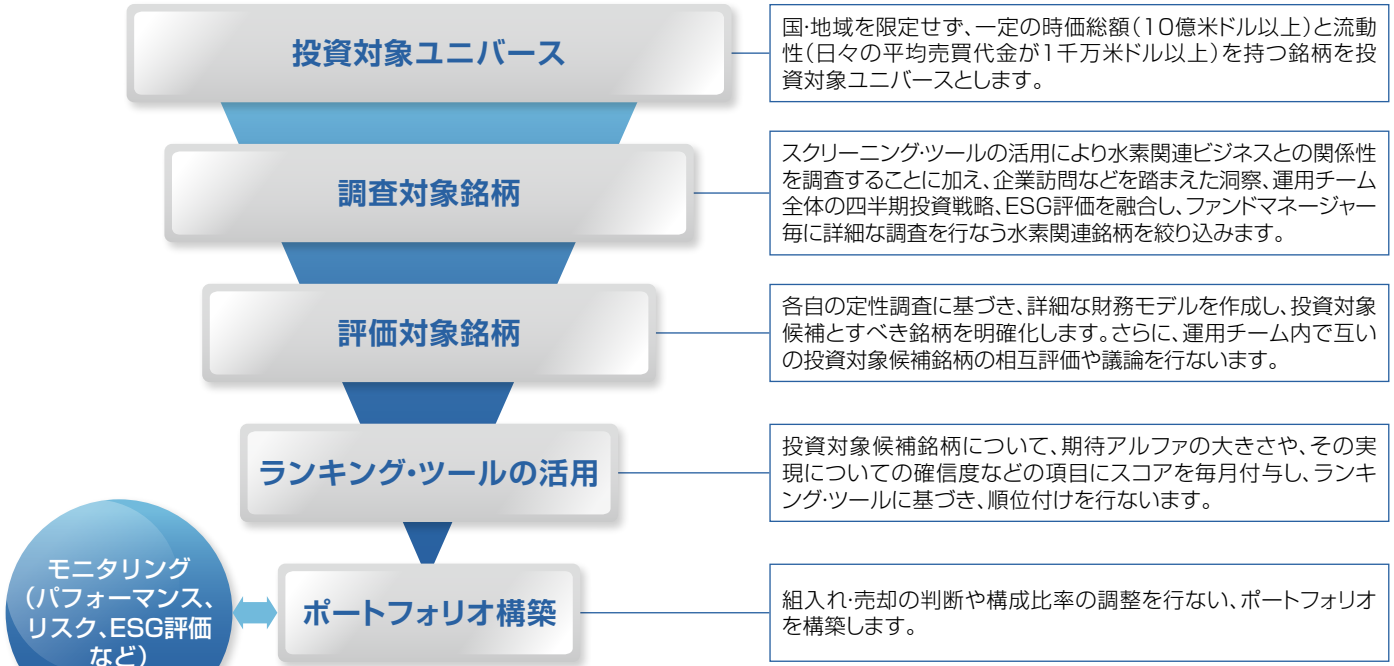 投資対象ユニバース
国・地域を限定せず、一定の時価総額(10億米ドル以上)と流動
性(日々の平均売買代金が1千万米ドル以上)を持つ銘柄を投
資対象ユニバースとします。
調査対象銘柄
スクリーニング・ツールの活用により水素関連ビジネスとの関係性
を調査することに加え、企業訪問などを踏まえた洞察、運用チーム
全体の四半期投資戦略、ESG評価を融合し、ファンドマネージャー
毎に詳細な調査を行なう水素関連銘柄を絞り込みます。
評価対象銘柄
各自の定性調査に基づき、詳細な財務モデルを作成し、投資対象
候補とすべき銘柄を明確化します。さらに、運用チーム内で互い
の投資対象候補銘柄の相互評価や議論を行ないます。
ランキング・ツールの活用
投資対象候補銘柄について、期待アルファの大きさや、その実
現についての確信度などの項目にスコアを毎月付与し、ランキ
ング・ツールに基づき、順位付けを行ないます。
モニタリング
(パフォーマンス、
リスク、ESG評価
など)
ポートフォリオ構築
組入れ・売却の判断や構成比率の調整を行ない、ポートフォリオ
を構築します。